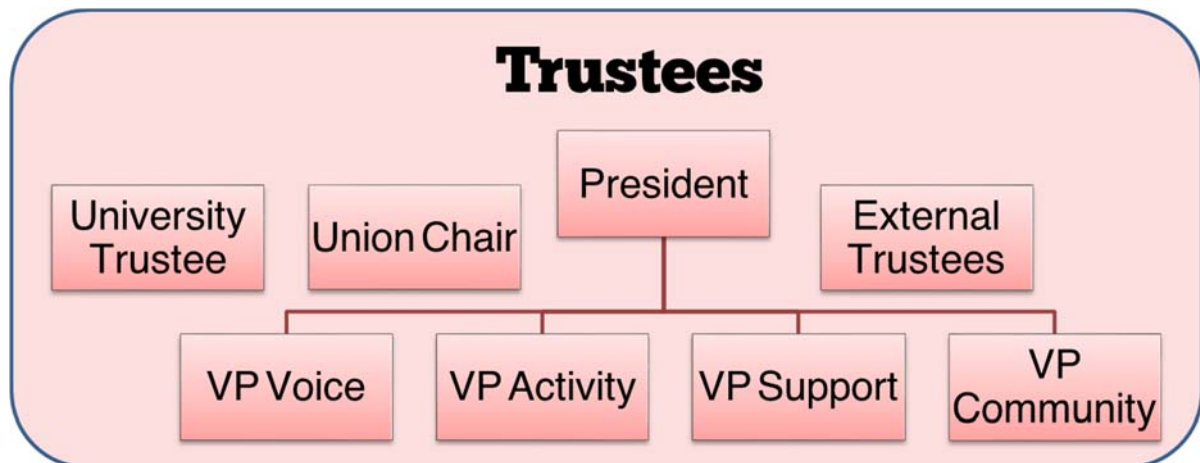 Trustees
President
University
Trustee
Union Chair
External
Trustees
VP Voice
VP Activity
VP Support
VP
Community